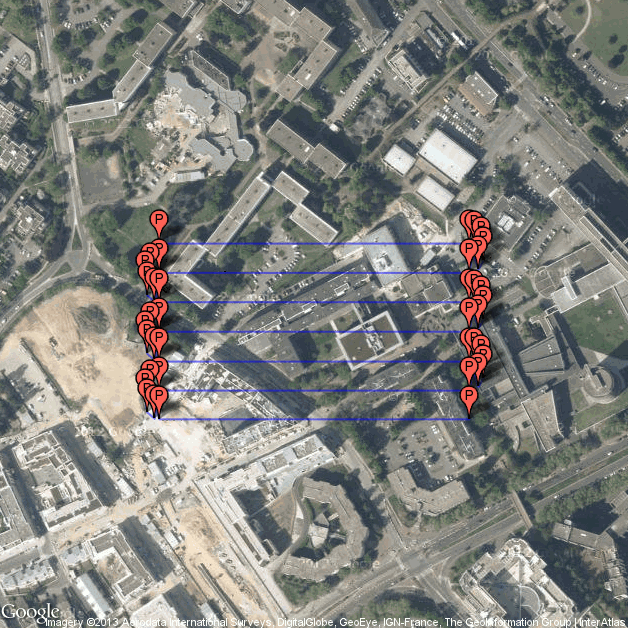 P
Google
Imagery ©2013 Aerodata International Surveys, DigitalGlobe, GeoEye, IGN-France, The GeoInformation Group | InterAtlas